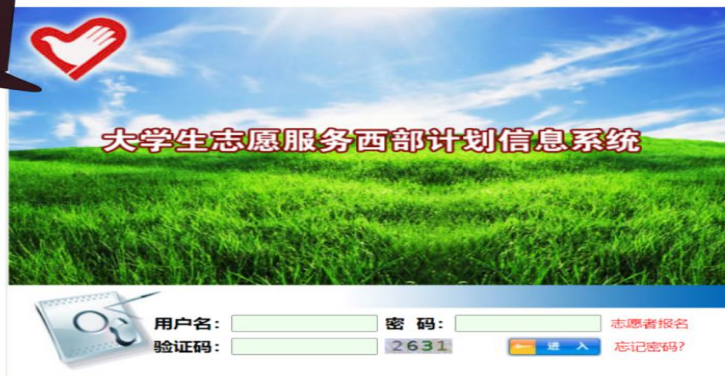 大学生志愿服务西部计划信息系统
用户名： 密 码： 志愿者报名
验证码： 2631 进 入 忘记密码?